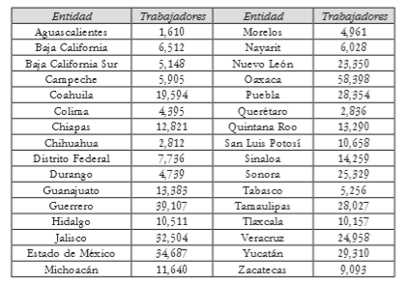 Entidad Trabajadores Entidad Trabajadores
Aguascalientes 1,610 Morelos 4,961
Baja California 6,512 Nayarit 6,028
Baja California Sur 5,148 Nuevo León 23,350
Campeche 5,905 Oaxaca 58,398
Coahuila 19,594 Puebla 28,354
Colima 4,395 Querétaro 2,836
Chiapas 12,821 Quintana Roo 13,290
Chihuahua 2,812 San Luis Potosí 10,658
Distrito Federal 7,736 Sinaloa 14,259
Durango 4,739 Sonora 25,329
Guanajuato 13,383 Tabasco 5,256
Guerrero 39,107 Tamaulipas 28,027
Hidalgo 10,511 Tlaxcala 10,157
Jalisco 32,504 Veracruz 24,958
Estado de México 34,687 Yucatán 29,310
Michoacán 11,640 Zacatecas 9,093